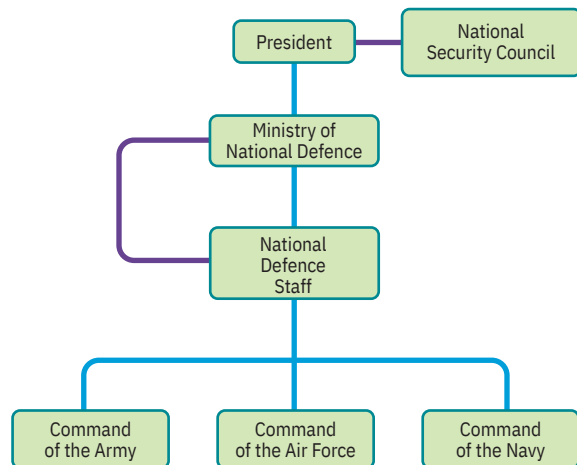 President
National
Security Council
Ministry of
National Defence
National
Defence
Staff
Command
of the Army
Command
of the Air Force
Command
of the Navy